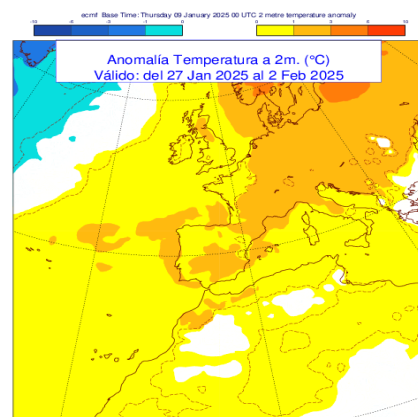 ecmf Base Time: Thursday 09 January 2025 00 UTC 2 metre temperature anomaly
Anomalía Temperatura a 2m. (°C)
Válido: del 27 Jan 2025 al 2 Feb 2025